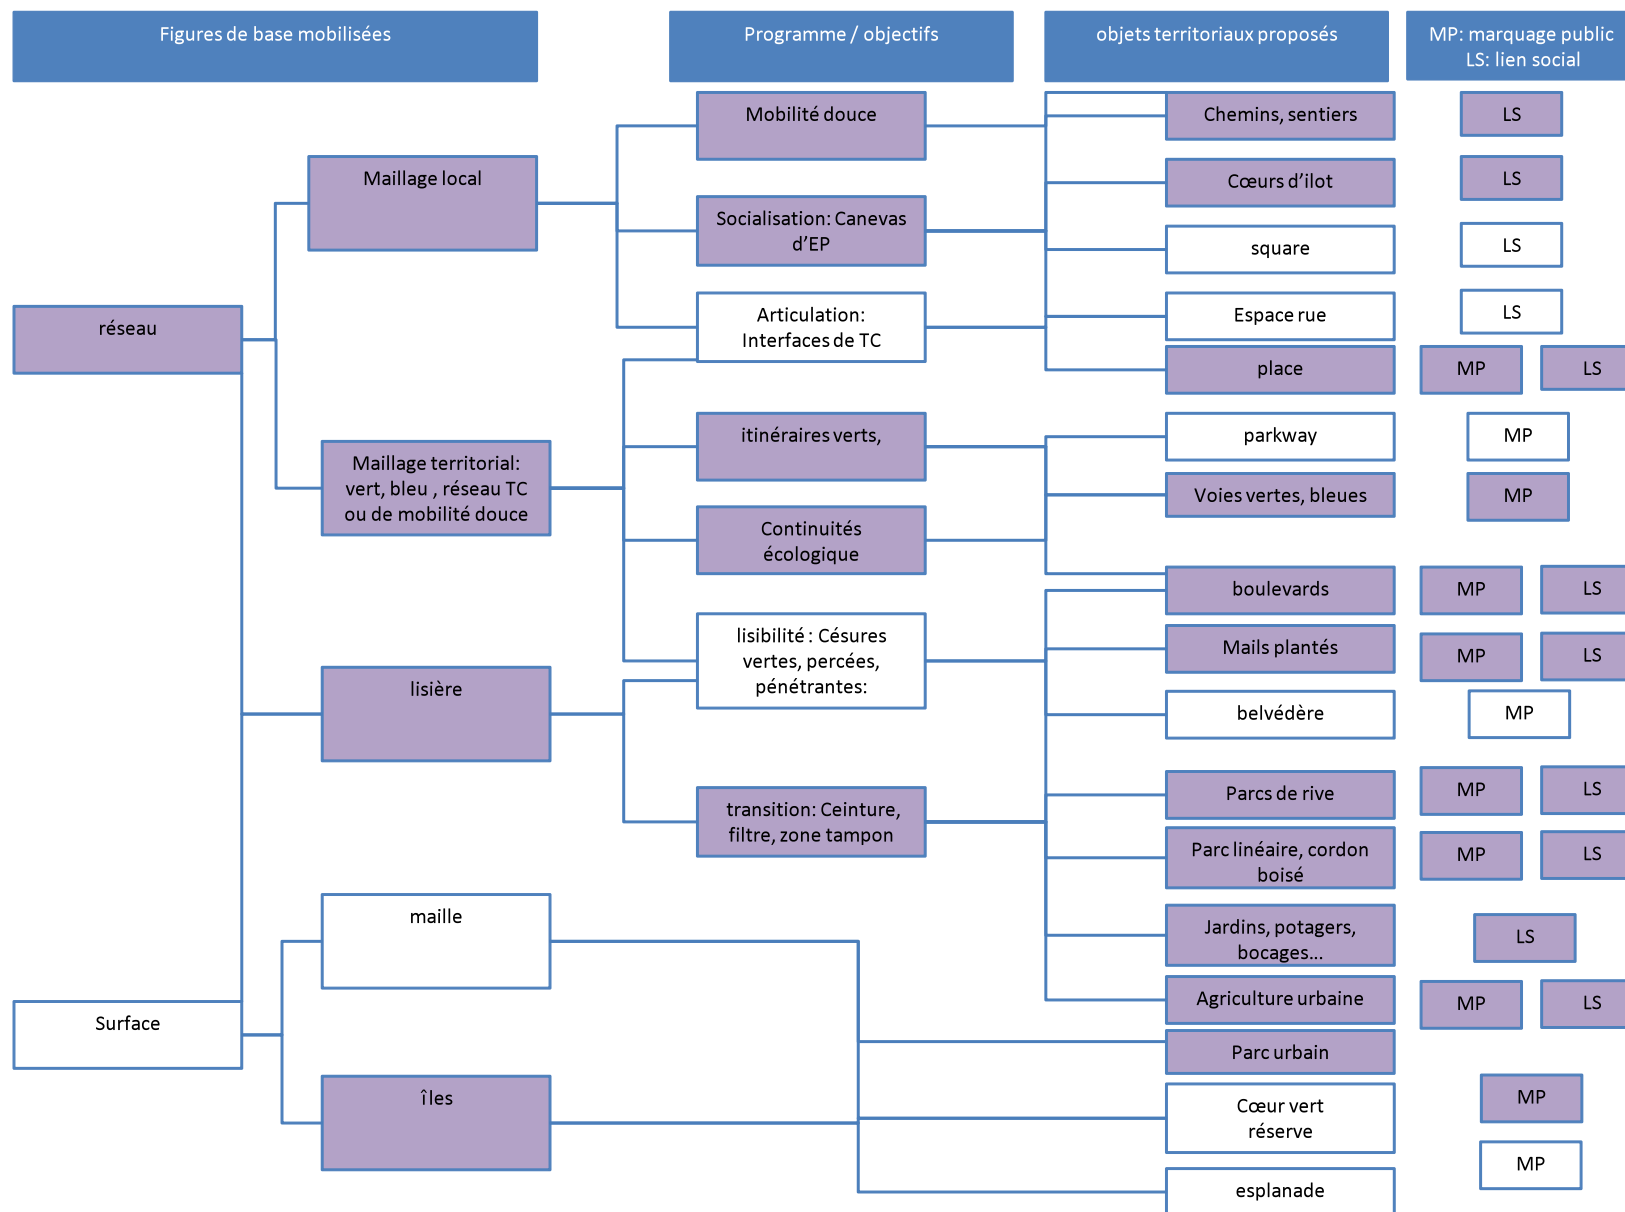 Figures de base mobilisées
Programme / objectifs
objets territoriaux proposés
MP: marquage public
LS: lien social
réseau
Surface
Maillage local
Maillage territorial:
vert, bleu , réseau TC
ou de mobilité douce
lisière
maille
îles
Mobilité douce
Socialisation: Canevas
d’EP
Articulation:
Interfaces de TC
itinéraires verts,
Continuités
écologique
lisibilité : Césures
vertes, percées,
pénétrantes:
transition: Ceinture,
filtre, zone tampon
Chemins, sentiers
LS
Cœurs d’ilot
LS
square
LS
Espace rue
LS
place
MP
LS
parkway
MP
Voies vertes, bleues
MP
boulevards
MP
LS
Mails plantés
MP
LS
belvédère
MP
Parcs de rive
MP
LS
Parc linéaire, cordon
boisé
MP
LS
Jardins, potagers,
bocages...
LS
Agriculture urbaine
MP
LS
Parc urbain
Cœur vert
réserve
MP
esplanade
MP